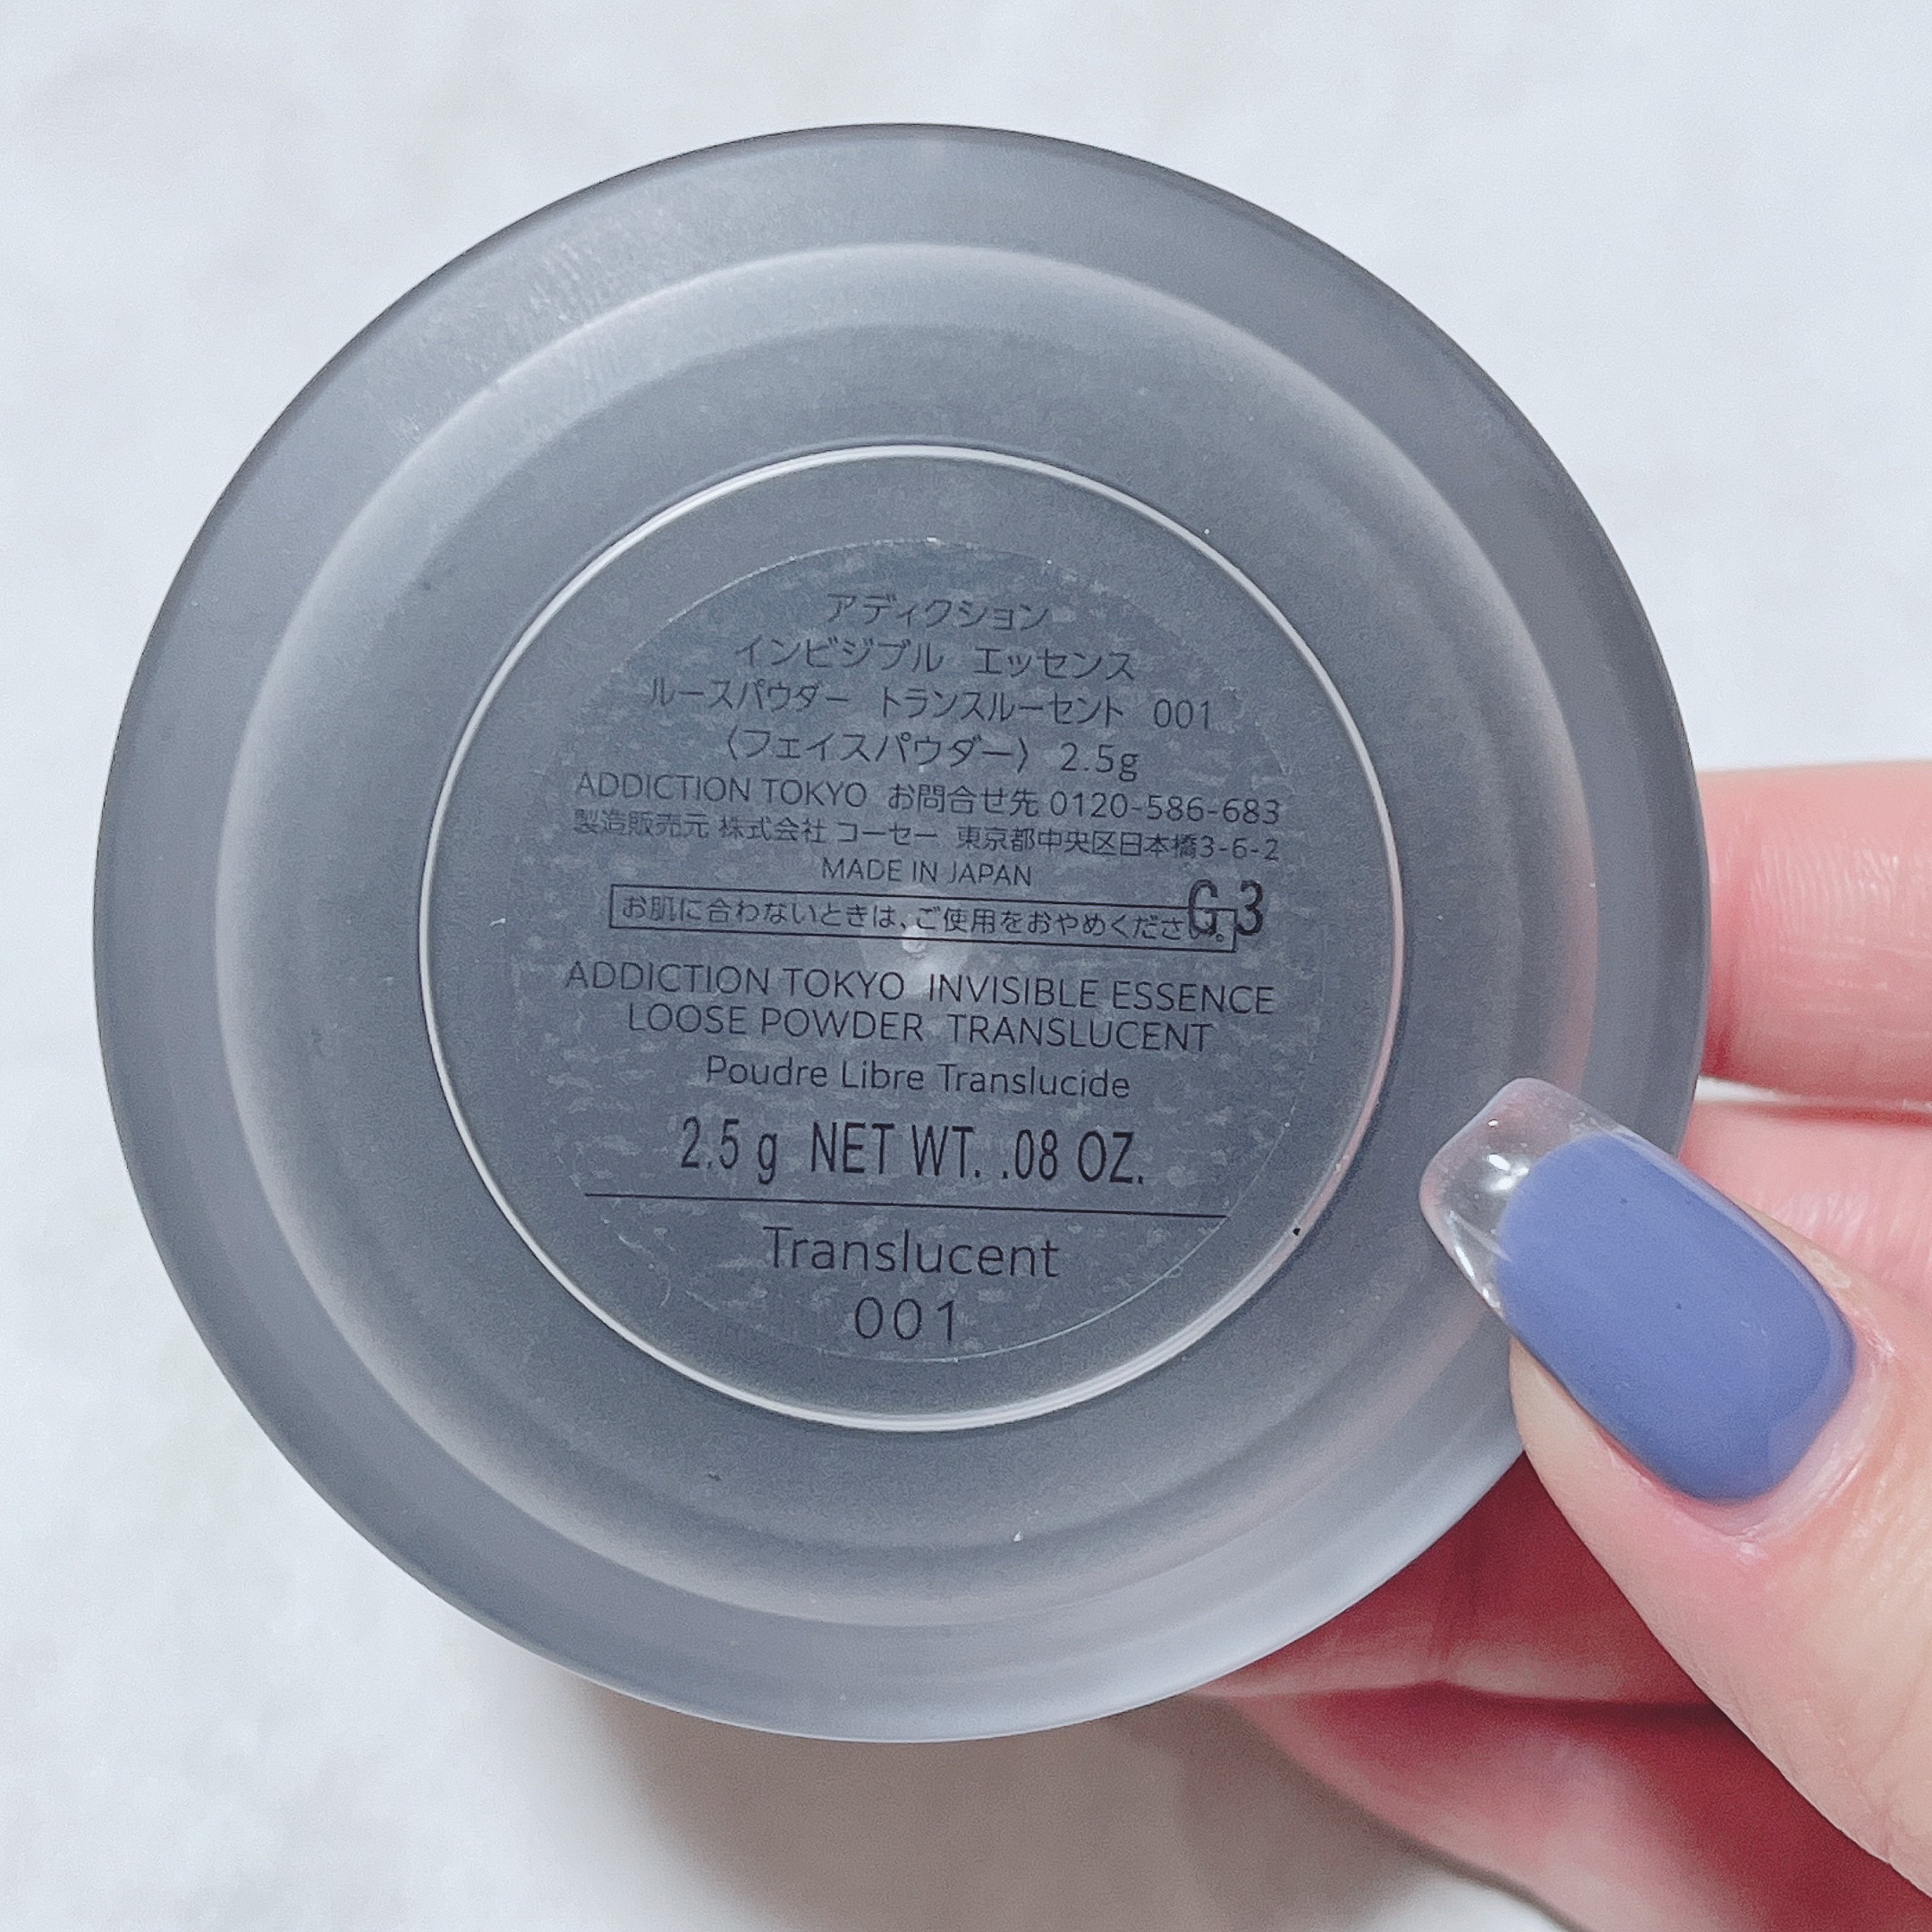 アディクション
インビジブル エッセンス
ルースパウダー トランスルーセント 001
〈フェイスパウダー〉 2.5g
ADDICTION TOKYO お問合せ先 0120-586-683
製造販売元 株式会社 コーセー 東京都中央区日本橋3-6-2
MADE IN JAPAN
G 3
お肌に合わないときは、ご使用をおやめください。
ADDICTION TOKYO INVISIBLE ESSENCE
LOOSE POWDER TRANSLUCENT
Poudre Libre Translucide
2.5 g NET WT. .08 OZ.
Translucent
001